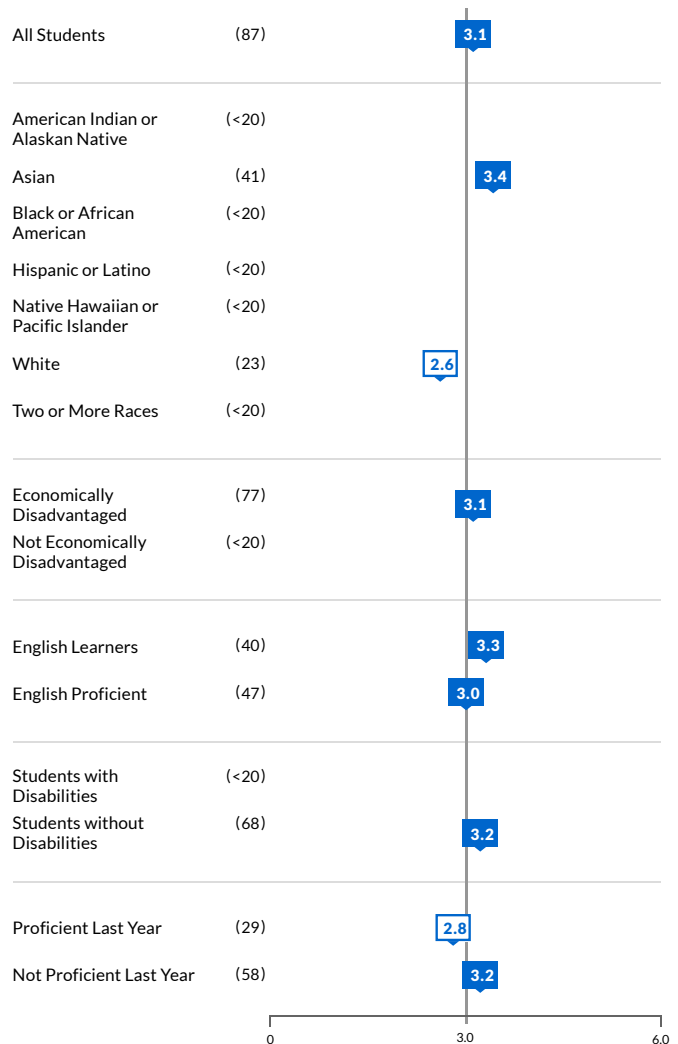 All Students (87) 3.1
American Indian or (<20)
Alaskan Native
Asian (41) 3.4
Black or African (<20)
American
Hispanic or Latino (<20)
Native Hawaiian or (<20)
Pacific Islander
White (23) 2.6
Two or More Races (<20)
Economically (77) 3.1
Disadvantaged
Not Economically (<20)
Disadvantaged
English Learners (40) 3.3
English Proficient (47) 3.0
Students with (<20)
Disabilities
Students without (68) 3.2
Disabilities
Proficient Last Year (29) 2.8
Not Proficient Last Year (58) 3.2
0 3.0 6.0